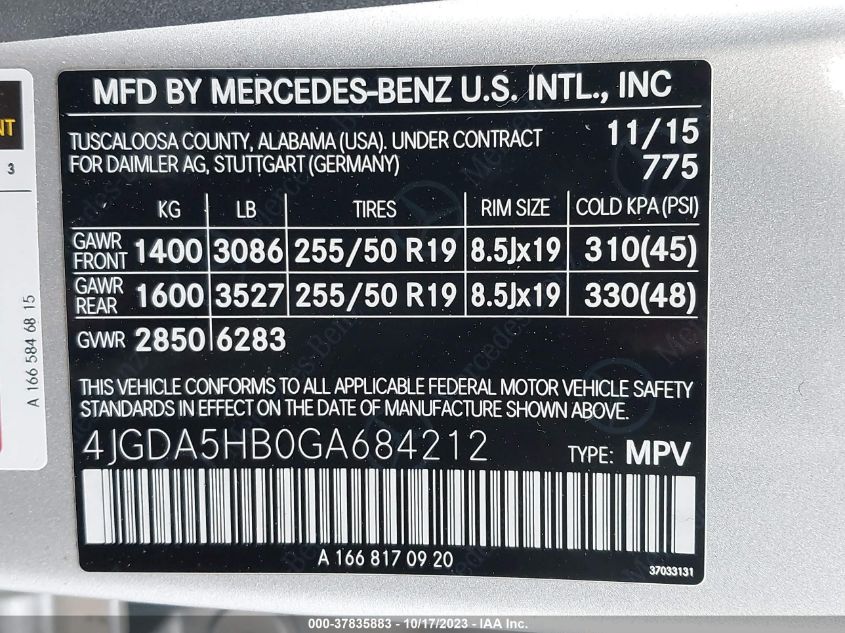 MFD BY MERCEDES-BENZ U.S. INTL., INC
TUSCALOOSA COUNTY, ALABAMA (USA). UNDER CONTRACT 11/15
FOR DAIMLER AG, STUTTGART (GERMANY) 775
KG LB TIRES RIM SIZE COLD KPA (PSI)
GAWR FRONT 1400 3086 255/50 R19 8.5Jx19 310(45)
GAWR REAR 1600 3527 255/50 R19 8.5Jx19 330(48)
GVWR 2850 6283
THIS VEHICLE CONFORMS TO ALL APPLICABLE FEDERAL MOTOR VEHICLE SAFETY
STANDARDS IN EFFECT ON THE DATE OF MANUFACTURE SHOWN ABOVE.
4JGDA5HB0GA684212 TYPE: MPV
A 166 817 09 20
37033131
NT
3
A 166 584 68 15
000-37835883 - 10/17/2023 - Copyright © 2023 IAA, Inc.